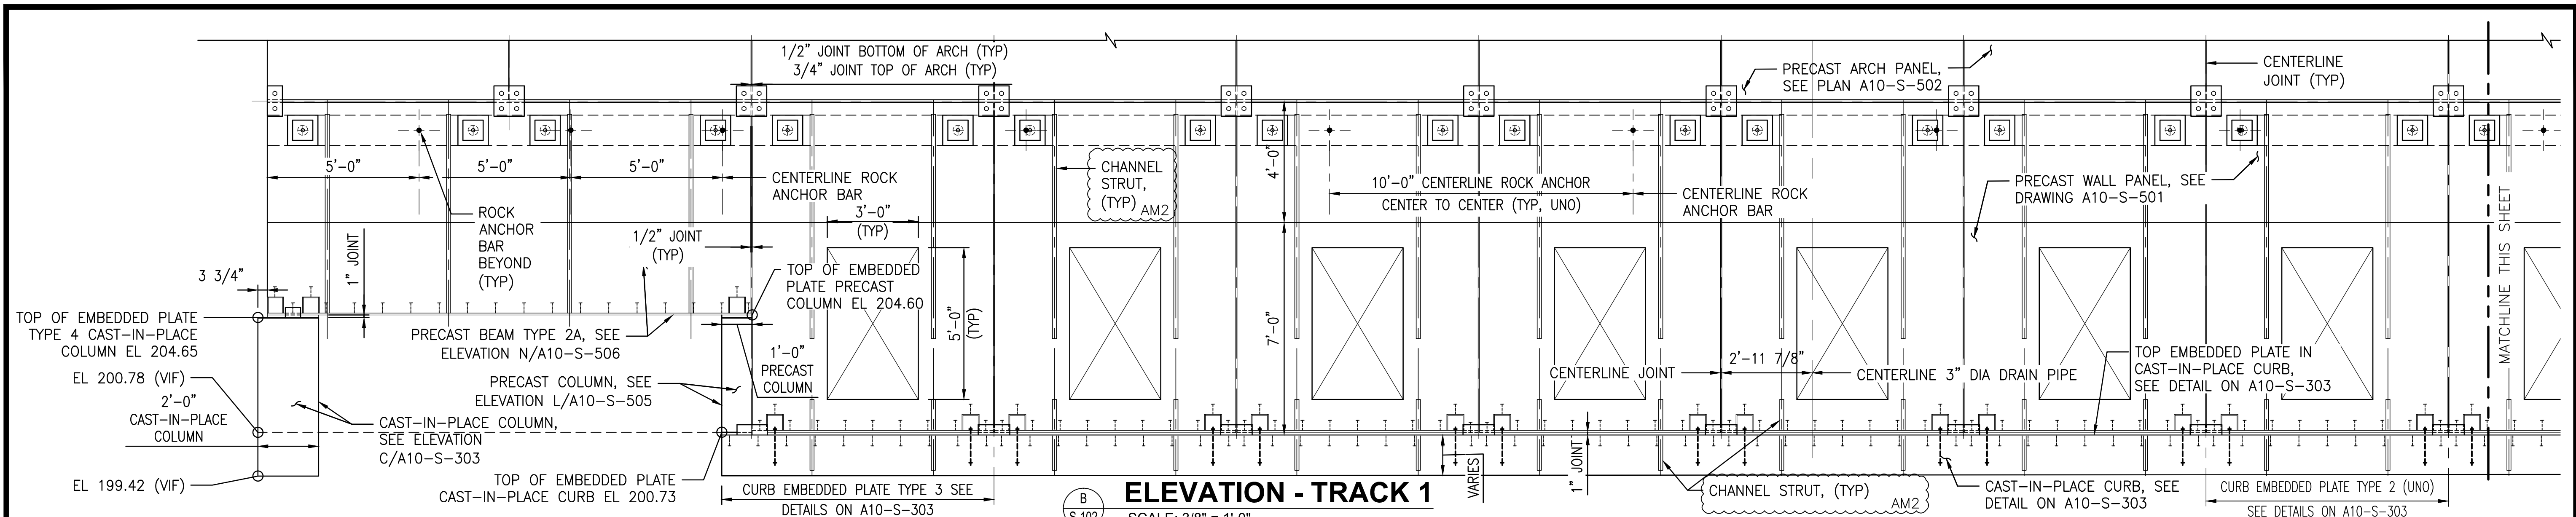 1/2" JOINT BOTTOM OF ARCH (TYP)
3/4" JOINT TOP OF ARCH (TYP)
PRECAST ARCH PANEL,
SEE PLAN A10-S-502
CENTERLINE
JOINT (TYP)
5'-0"
5'-0"
5'-0"
CENTERLINE ROCK
ANCHOR BAR
CHANNEL
STRUT,
(TYP)
AM2
4'-0"
10'-0" CENTERLINE ROCK ANCHOR
CENTER TO CENTER (TYP, UNO)
CENTERLINE ROCK
ANCHOR BAR
PRECAST WALL PANEL, SEE
DRAWING A10-S-501
MATCHLINE THIS SHEET
ROCK
ANCHOR
BAR
BEYOND
(TYP)
3'-0"
(TYP)
1/2" JOINT
(TYP)
1" JOINT
3 3/4"
TOP OF EMBEDDED
PLATE PRECAST
COLUMN EL 204.60
5'-0"
(TYP)
7'-0"
TOP OF EMBEDDED PLATE
TYPE 4 CAST-IN-PLACE
COLUMN EL 204.65
PRECAST BEAM TYPE 2A, SEE
ELEVATION N/A10-S-506
1'-0"
PRECAST
COLUMN
CENTERLINE JOINT
2'-11 7/8"
CENTERLINE 3" DIA DRAIN PIPE
TOP EMBEDDED PLATE IN
CAST-IN-PLACE CURB,
SEE DETAIL ON A10-S-303
EL 200.78 (VIF)
2'-0"
CAST-IN-PLACE
COLUMN
PRECAST COLUMN, SEE
ELEVATION L/A10-S-505
CAST-IN-PLACE COLUMN,
SEE ELEVATION
C/A10-S-303
EL 199.42 (VIF)
TOP OF EMBEDDED PLATE
CAST-IN-PLACE CURB EL 200.73
CURB EMBEDDED PLATE TYPE 3 SEE
DETAILS ON A10-S-303
B
S-102
ELEVATION - TRACK 1
SCALE: 3/8" = 1'-0"
VARIES
1" JOINT
CHANNEL STRUT, (TYP)
AM2
CAST-IN-PLACE CURB, SEE
DETAIL ON A10-S-303
CURB EMBEDDED PLATE TYPE 2 (UNO)
SEE DETAILS ON A10-S-303